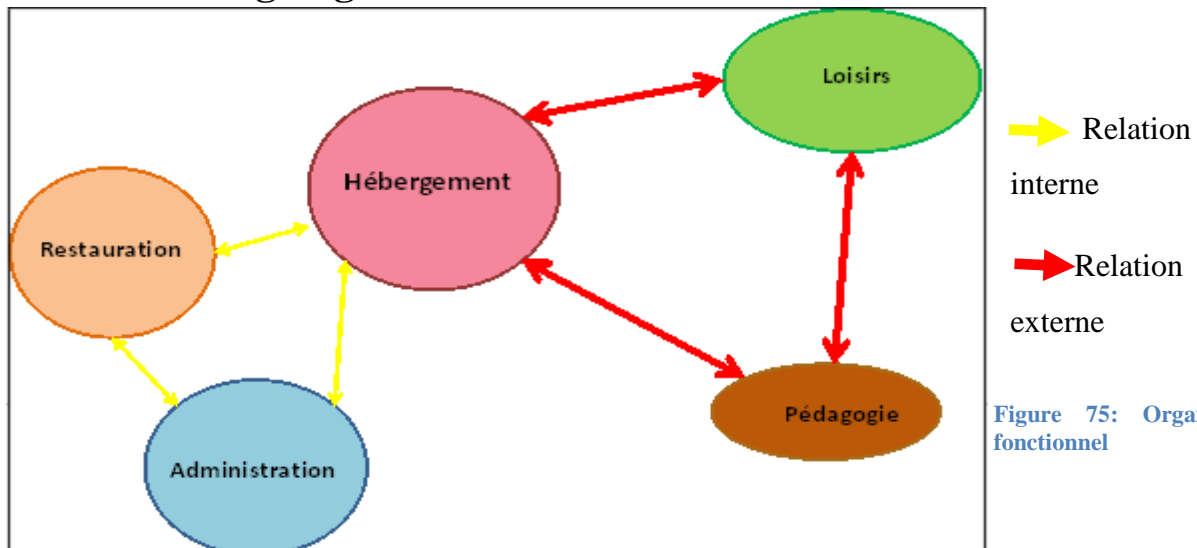 Loisirs
Hébergement
Restauration
Pédagogie
Administration
Relation
interne
Relation
externe
Figure 75:
fonctionnel